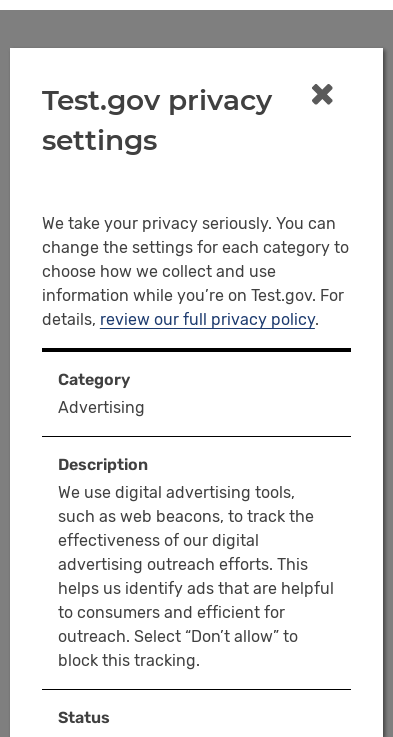 Test.gov privacy
settings
We take your privacy seriously. You can
change the settings for each category to
choose how we collect and use
information while you’re on Test.gov. For
details, review our full privacy policy.
Category
Advertising
Description
We use digital advertising tools,
such as web beacons, to track the
effectiveness of our digital
advertising outreach efforts. This
helps us identify ads that are helpful
to consumers and efficient for
outreach. Select “Don’t allow” to
block this tracking.
Status